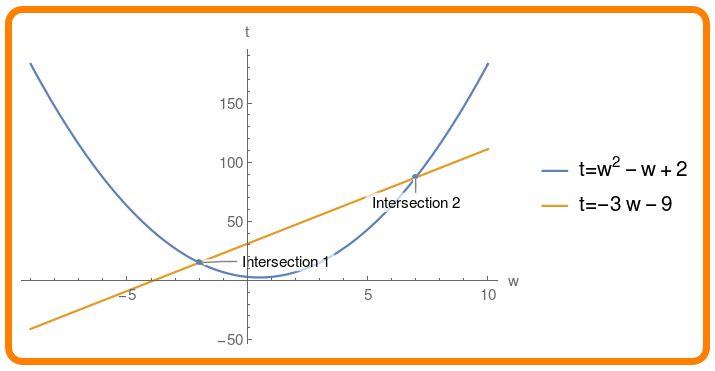 t
150
100
50
−50
−5
5
10
w
Intersection 1
Intersection 2
t=w² − w + 2
t=−3 w − 9